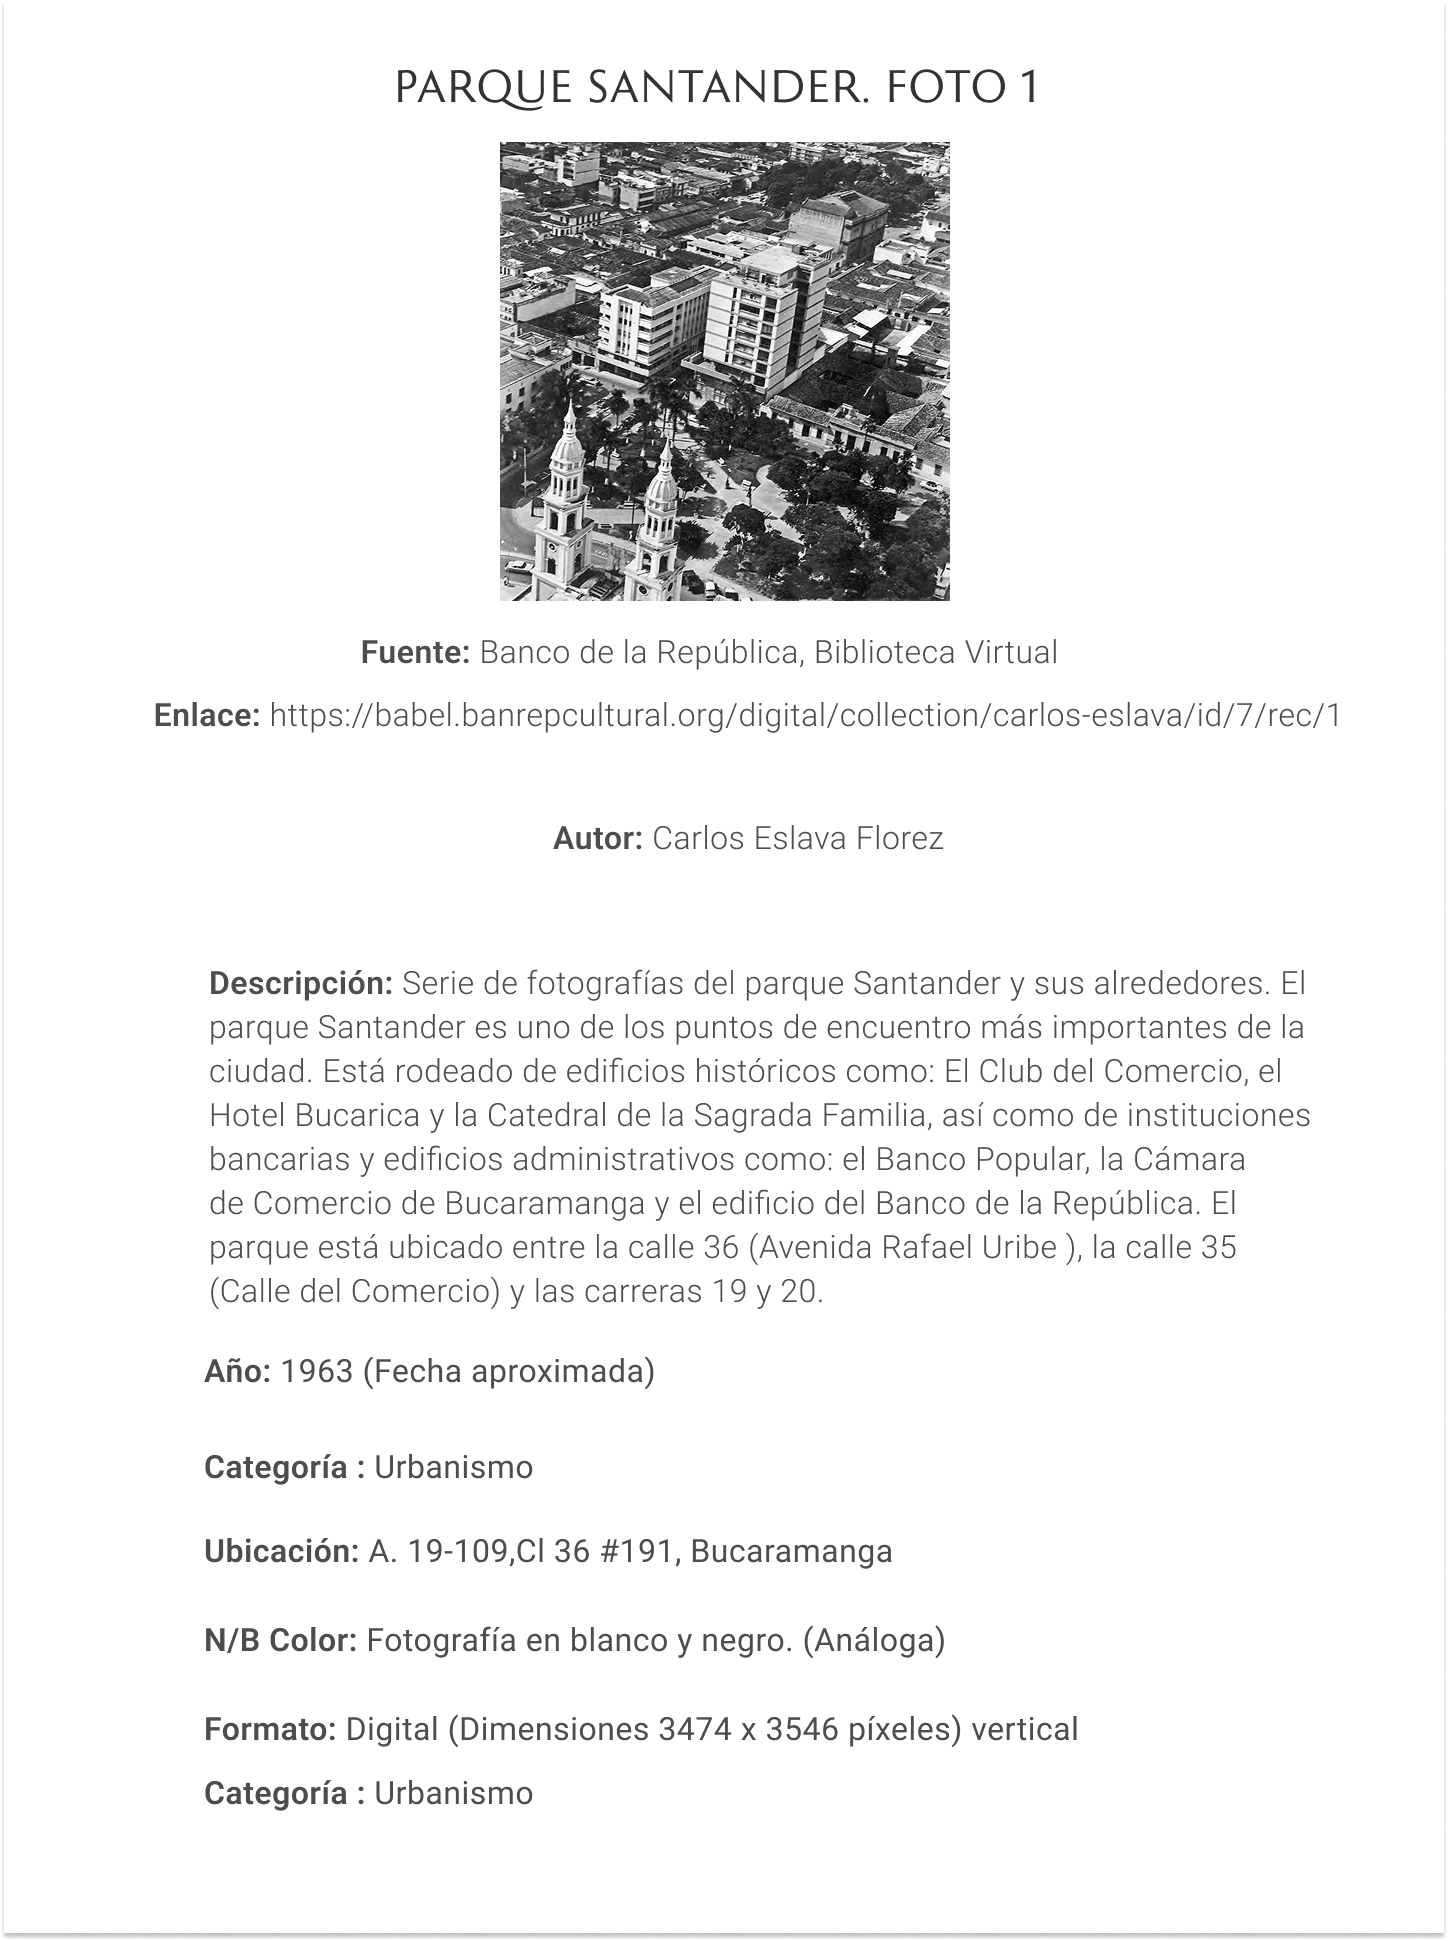 PARQUE SANTANDER. FOTO 1
Fuente: Banco de la República, Biblioteca Virtual
Enlace: https://babel.banrepcultural.org/digital/collection/carlos-eslava/id/7/rec/1
Autor: Carlos Eslava Florez
Descripción: Serie de fotografías del parque Santander y sus alrededores. El
parque Santander es uno de los puntos de encuentro más importantes de la
ciudad. Está rodeado de edificios históricos como: El Club del Comercio, el
Hotel Bucarica y la Catedral de la Sagrada Familia, así como de instituciones
bancarias y edificios administrativos como: el Banco Popular, la Cámara
de Comercio de Bucaramanga y el edificio del Banco de la República. El
parque está ubicado entre la calle 36 (Avenida Rafael Uribe ), la calle 35
(Calle del Comercio) y las carreras 19 y 20.
Año: 1963 (Fecha aproximada)
Categoría : Urbanismo
Ubicación: A. 19-109,Cl 36 #191, Bucaramanga
N/B Color: Fotografía en blanco y negro. (Análoga)
Formato: Digital (Dimensiones 3474 x 3546 píxeles) vertical
Categoría : Urbanismo